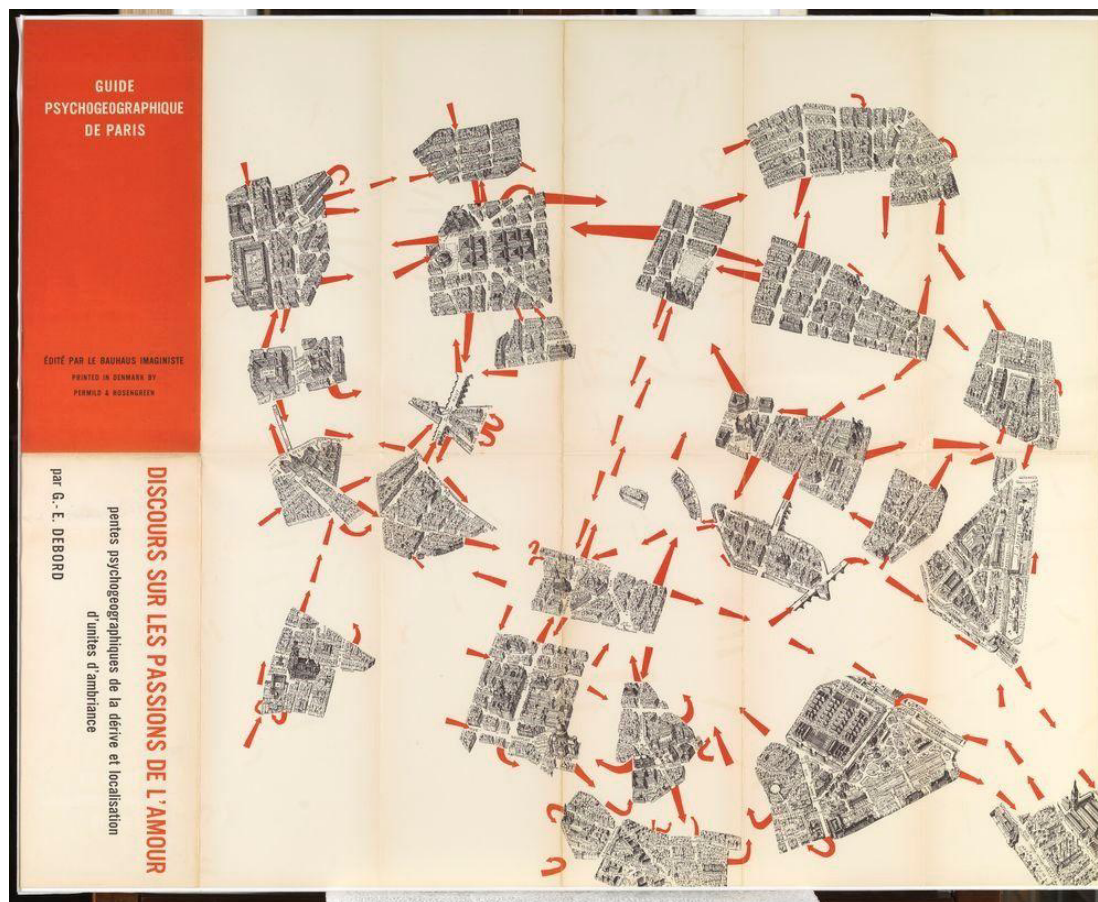 GUIDE
PSYCHOGEOGRAPHIQUE
DE PARIS
ÉDITÉ PAR LE BAUHAUS IMAGINISTE
PRINTED IN DENMARK BY
PERMILD & ROSENGREEN
DISCOURS SUR LES PASSIONS DE L'AMOUR
pentes psychogeographiques de la dérive et localisation
d'unites d'ambriance
par G.-E. DEBORD